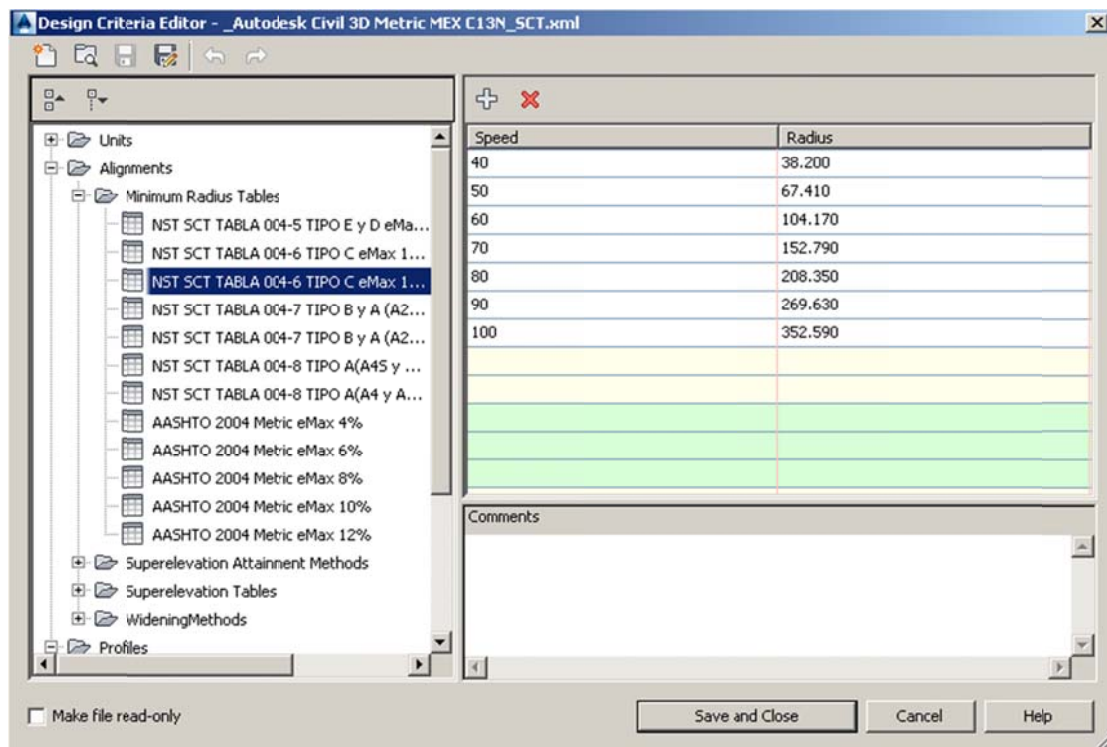 Design Criteria Editor - _Autodesk Civil 3D Metric MEX C13N_SCT.xml
Units
Alignments
Minimum Radius Tables
NST SCT TABLA 004-5 TIPO E y D eMa...
NST SCT TABLA 004-6 TIPO C eMax 1...
NST SCT TABLA 004-6 TIPO C eMax 1...
NST SCT TABLA 004-7 TIPO B y A (A2...
NST SCT TABLA 004-7 TIPO B y A (A2...
NST SCT TABLA 004-8 TIPO A(A4S y ...
NST SCT TABLA 004-8 TIPO A(A4 y A...
AASHTO 2004 Metric eMax 4%
AASHTO 2004 Metric eMax 6%
AASHTO 2004 Metric eMax 8%
AASHTO 2004 Metric eMax 10%
AASHTO 2004 Metric eMax 12%
Superelevation Attainment Methods
Superelevation Tables
WideningMethods
Profiles
Speed Radius
40 38.200
50 67.410
60 104.170
70 152.790
80 208.350
90 269.630
100 352.590
Comments
Make file read-only
Save and Close
Cancel
Help